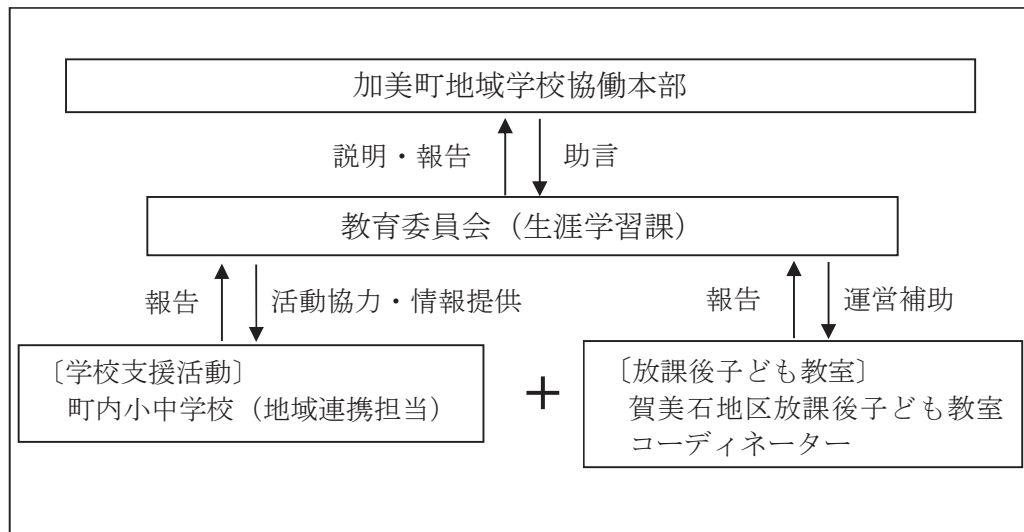 加美町地域学校協働本部
説明・報告
助言
教育委員会（生涯学習課）
報告
活動協力・情報提供
報告
運営補助
〔学校支援活動〕
町内小中学校（地域連携担当）
＋
〔放課後子ども教室〕
賀美石地区放課後子ども教室
コーディネーター